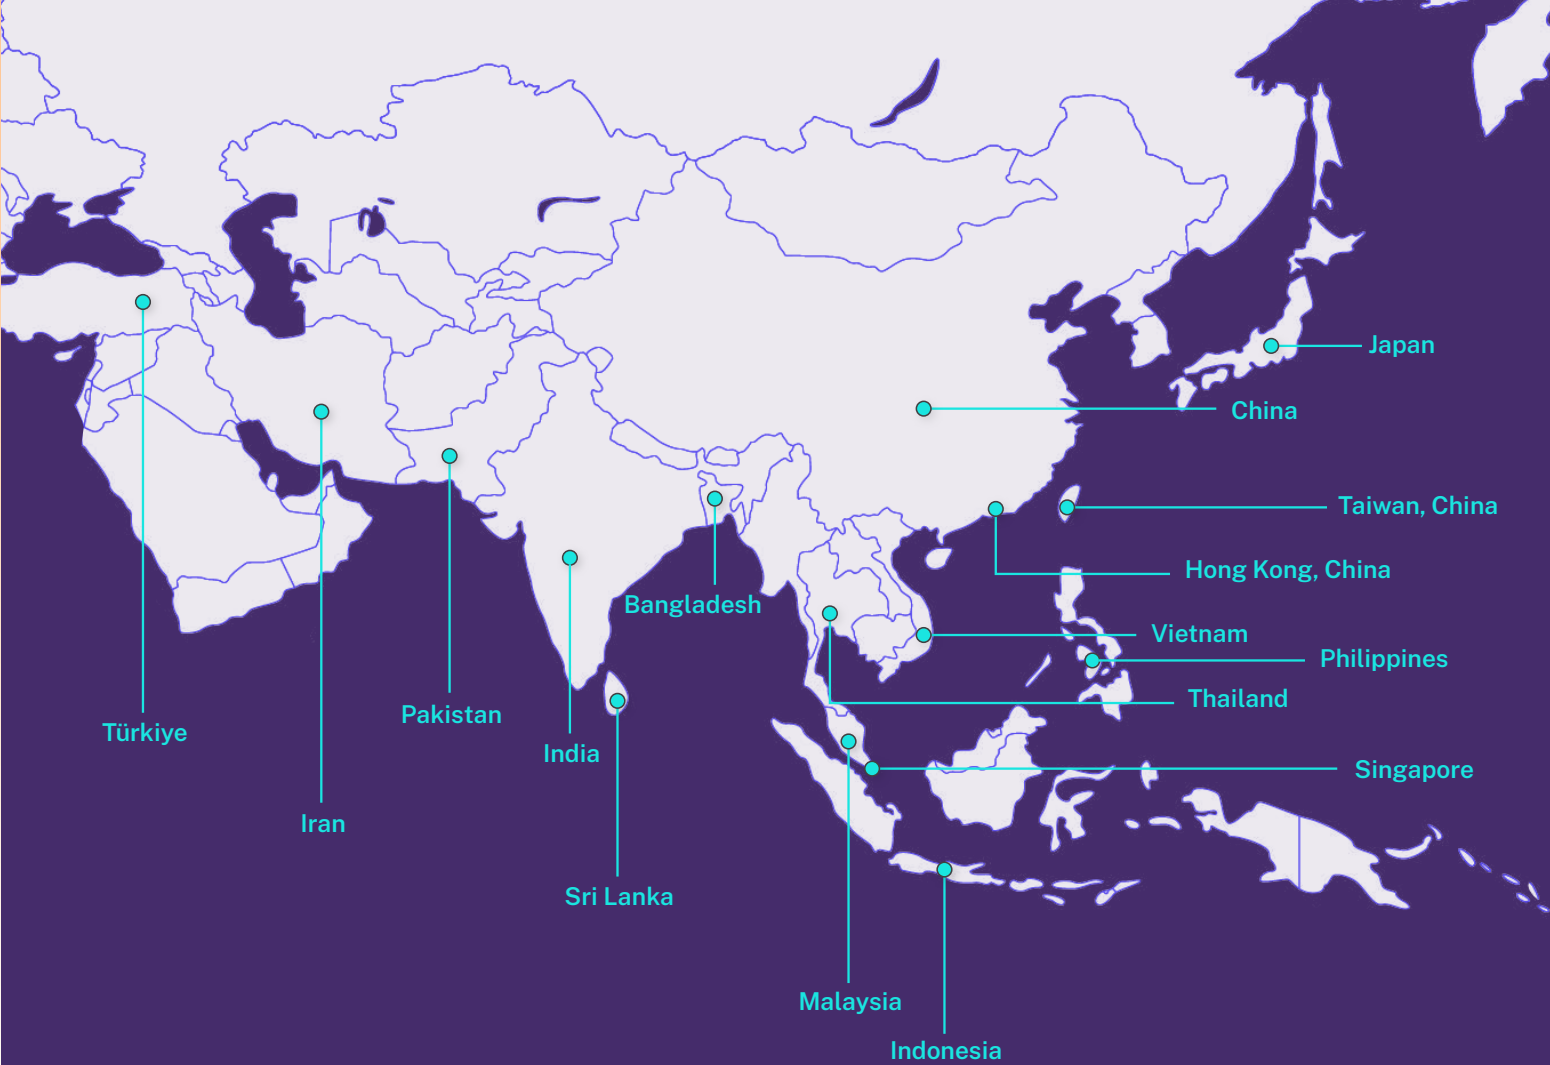 Japan
China
Taiwan, China
Hong Kong, China
Bangladesh
Vietnam
Philippines
Thailand
Pakistan
Türkiye
India
Singapore
Iran
Sri Lanka
Malaysia
Indonesia